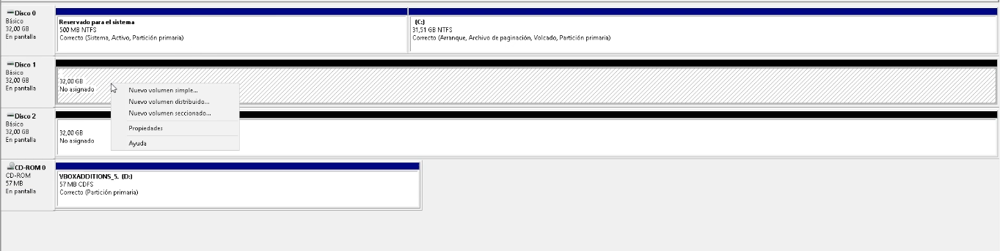 Disco 0
Básico
32,00 GB
En pantalla
Reservado para el sistema
500 MB NTFS
Correcto (Sistema, Activo, Partición primaria)
(C:)
31,51 GB NTFS
Correcto (Arranque, Archivo de paginación, Volcado, Partición primaria)
Disco 1
Básico
32,00 GB
En pantalla
32,00 GB
No asignado
Nuevo volumen simple...
Nuevo volumen distribuido...
Nuevo volumen seccionado...
Propiedades
Ayuda
Disco 2
Básico
32,00 GB
En pantalla
32,00 GB
No asignado
CD-ROM 0
CD-ROM
57 MB
En pantalla
VBOXADDITIONS_5. (D:)
57 MB CDFS
Correcto (Partición primaria)